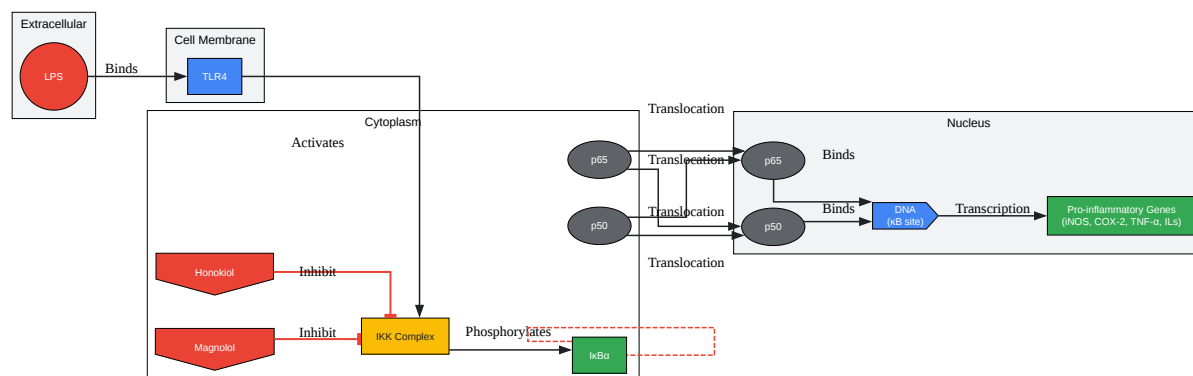 Extracellular
LPS
Binds
Cell Membrane
TLR4
Cytoplasm
Activates
p65
p50
Translocation
Translocation
Translocation
Translocation
Nucleus
p65
p50
Binds
Binds
DNA
(κB site)
Transcription
Pro-inflammatory Genes
(iNOS, COX-2, TNF-α, ILs)
Honokiol
Inhibit
Magnolol
Inhibit
IKK Complex
Phosphorylates
IκBα